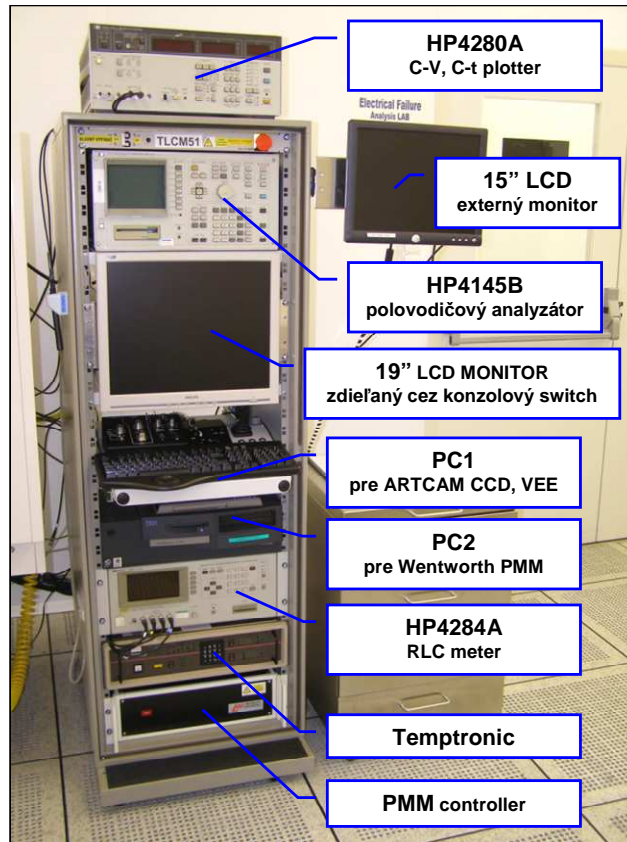 HP4280A
C-V, C-t plotter
Electrical Failure
Analysis LAB
TLCM51
15” LCD
externý monitor
HP4145B
polovodičový analyzátor
19” LCD MONITOR
zdieľaný cez konzolový switch
PC1
pre ARTCAM CCD, VEE
PC2
pre Wentworth PMM
HP4284A
RLC meter
Temptronic
PMM controller